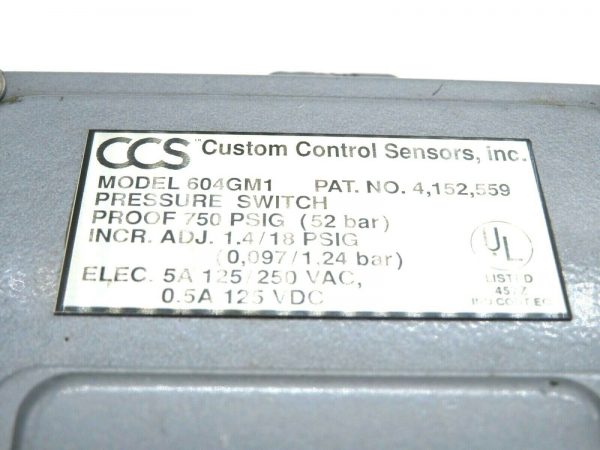 CCS ™ Custom Control Sensors, inc.
MODEL 604GM1 PAT. NO. 4,152,559
PRESSURE SWITCH
PROOF 750 PSIG (52 bar)
INCR. ADJ. 1.4/18 PSIG
(0,097/1,24 bar)
ELEC. 5A 125/250 VAC,
0.5A 125 VDC
UL
LISTED